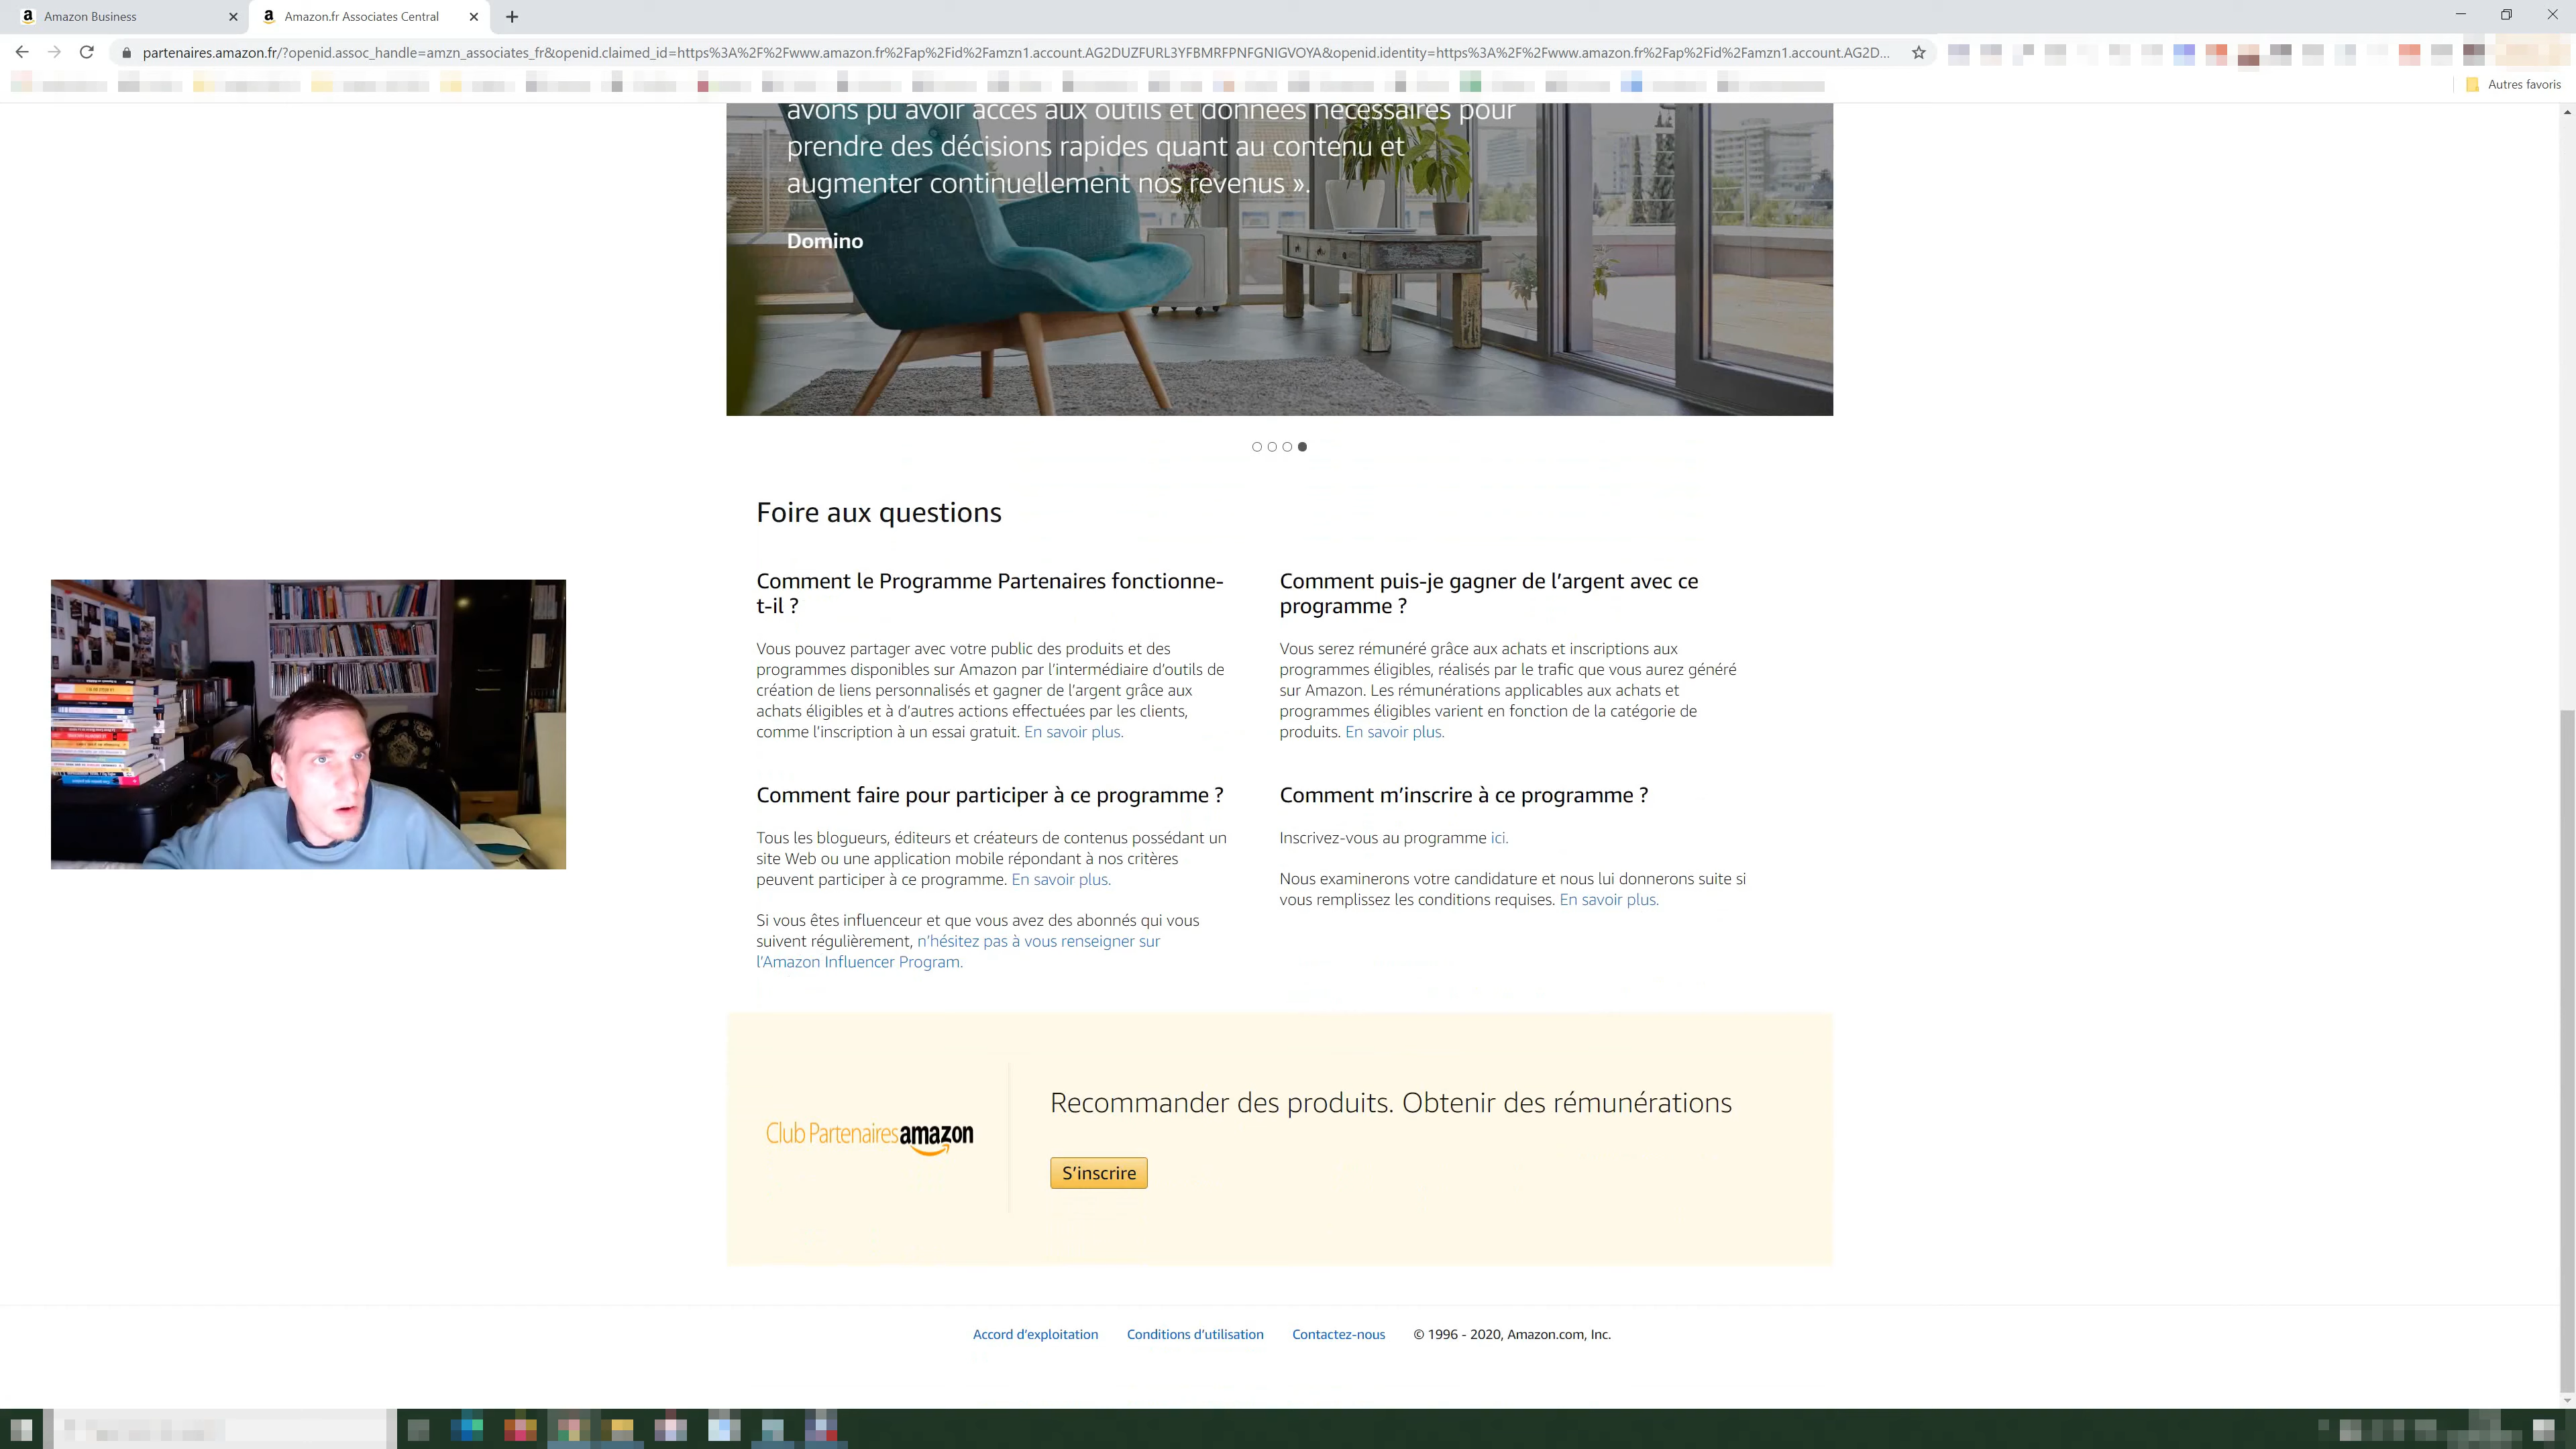 Amazon Business
Amazon.fr Associates Central
partenaires.amazon.fr/?openid.assoc_handle=amzn_associates_fr&openid.claimed_id=https%3A%2F%2Fwww.amazon.fr%2Fap%2Fid%2Famzn1.account.AG2DUZFURL3YFBMRFPNFGNIGVOYA&openid.identity=https%3A%2F%2Fwww.amazon.fr%2Fap%2Fid%2Famzn1.account.AG2D...
Autres favoris
avons pu avoir accès aux outils et données nécessaires pour
prendre des décisions rapides quant au contenu et
augmenter continuellement nos revenus ».
Domino
Foire aux questions
Comment le Programme Partenaires fonctionne-
t-il ?
Vous pouvez partager avec votre public des produits et des
programmes disponibles sur Amazon par l’intermédiaire d’outils de
création de liens personnalisés et gagner de l’argent grâce aux
achats éligibles et à d’autres actions effectuées par les clients,
comme l’inscription à un essai gratuit. En savoir plus.
Comment puis-je gagner de l’argent avec ce
programme ?
Vous serez rémunéré grâce aux achats et inscriptions aux
programmes éligibles, réalisés par le trafic que vous aurez généré
sur Amazon. Les rémunérations applicables aux achats et
programmes éligibles varient en fonction de la catégorie de
produits. En savoir plus.
Comment faire pour participer à ce programme ?
Tous les blogueurs, éditeurs et créateurs de contenus possédant un
site Web ou une application mobile répondant à nos critères
peuvent participer à ce programme. En savoir plus.
Si vous êtes influenceur et que vous avez des abonnés qui vous
suivent régulièrement, n’hésitez pas à vous renseigner sur
l’Amazon Influencer Program.
Comment m’inscrire à ce programme ?
Inscrivez-vous au programme ici.
Nous examinerons votre candidature et nous lui donnerons suite si
vous remplissez les conditions requises. En savoir plus.
Club Partenaires amazon
Recommander des produits. Obtenir des rémunérations
S’inscrire
Accord d’exploitation
Conditions d’utilisation
Contactez-nous
© 1996 - 2020, Amazon.com, Inc.